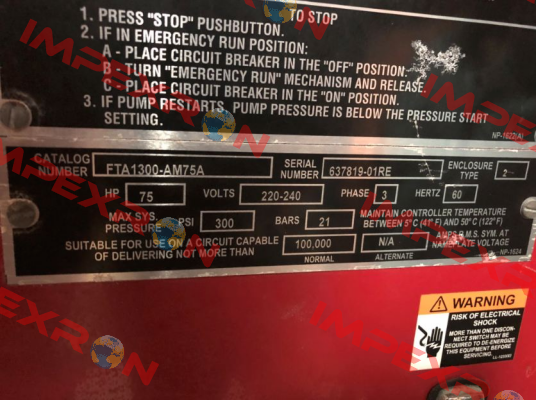 TO STOP
1. PRESS "STOP" PUSHBUTTON.
2. IF IN EMERGENCY RUN POSITION:
A - PLACE CIRCUIT BREAKER IN THE "OFF" POSITION.
B - TURN "EMERGENCY RUN" MECHANISM AND RELEASE.
C - PLACE CIRCUIT BREAKER IN THE "ON" POSITION.
3. IF PUMP RESTARTS, PUMP PRESSURE IS BELOW THE PRESSURE START
SETTING.
NP-1622(A)
CATALOG NUMBER FTA1300-AM75A SERIAL NUMBER 637819-01RE ENCLOSURE TYPE 2
HP 75 VOLTS 220-240 PHASE 3 HERTZ 60
MAX SYS. PRESSURE PSI 300 BARS 21
MAINTAIN CONTROLLER TEMPERATURE
BETWEEN 5°C (41°F) AND 50°C (122°F)
SUITABLE FOR USE ON A CIRCUIT CAPABLE
OF DELIVERING NOT MORE THAN
100,000 N/A
AMPS R.M.S. SYM. AT
NAMEPLATE VOLTAGE
NORMAL ALTERNATE
NP-1624
WARNING
RISK OF ELECTRICAL
SHOCK
MORE THAN ONE DISCON-
NECT SWITCH MAY BE
REQUIRED TO DE-ENERGIZE
THIS EQUIPMENT BEFORE
SERVICING.
IMPEXRON
IMPEXRON
IMPEXRON
IMPEXRON